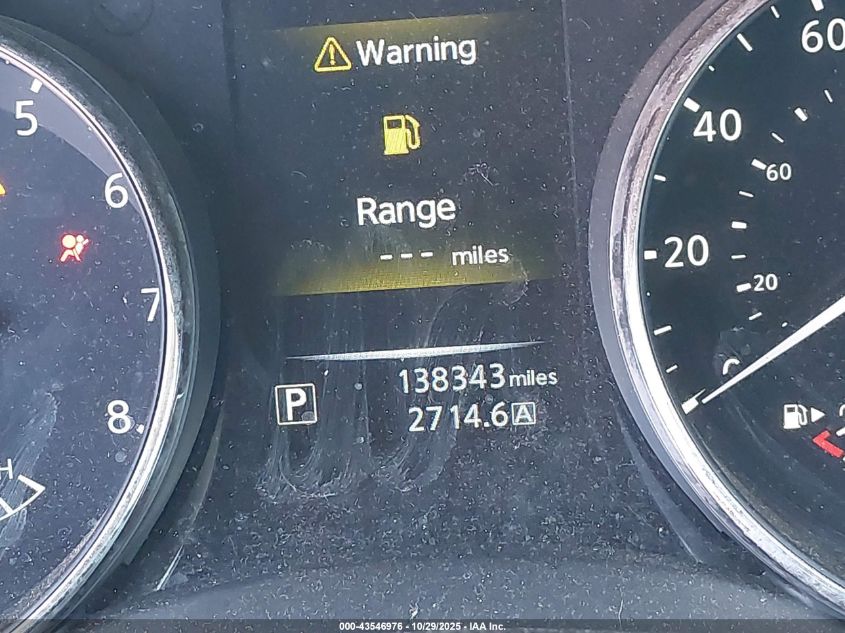 Warning
Range
--- miles
138343 miles
P
2714.6 A
5
6
7
8
H
60
40
20
60
20
000-43546976 - 10/29/2025 - IAA Inc.